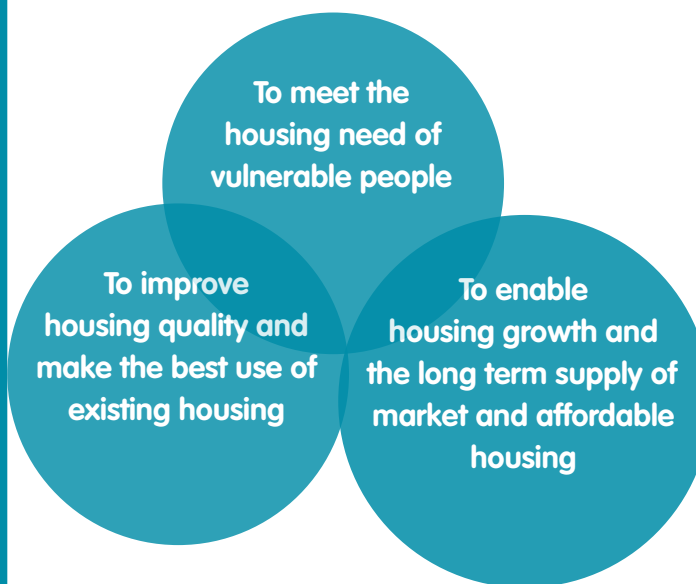 To meet the
housing need of
vulnerable people
To improve
housing quality and
make the best use of
existing housing
To enable
housing growth and
the long term supply of
market and affordable
housing